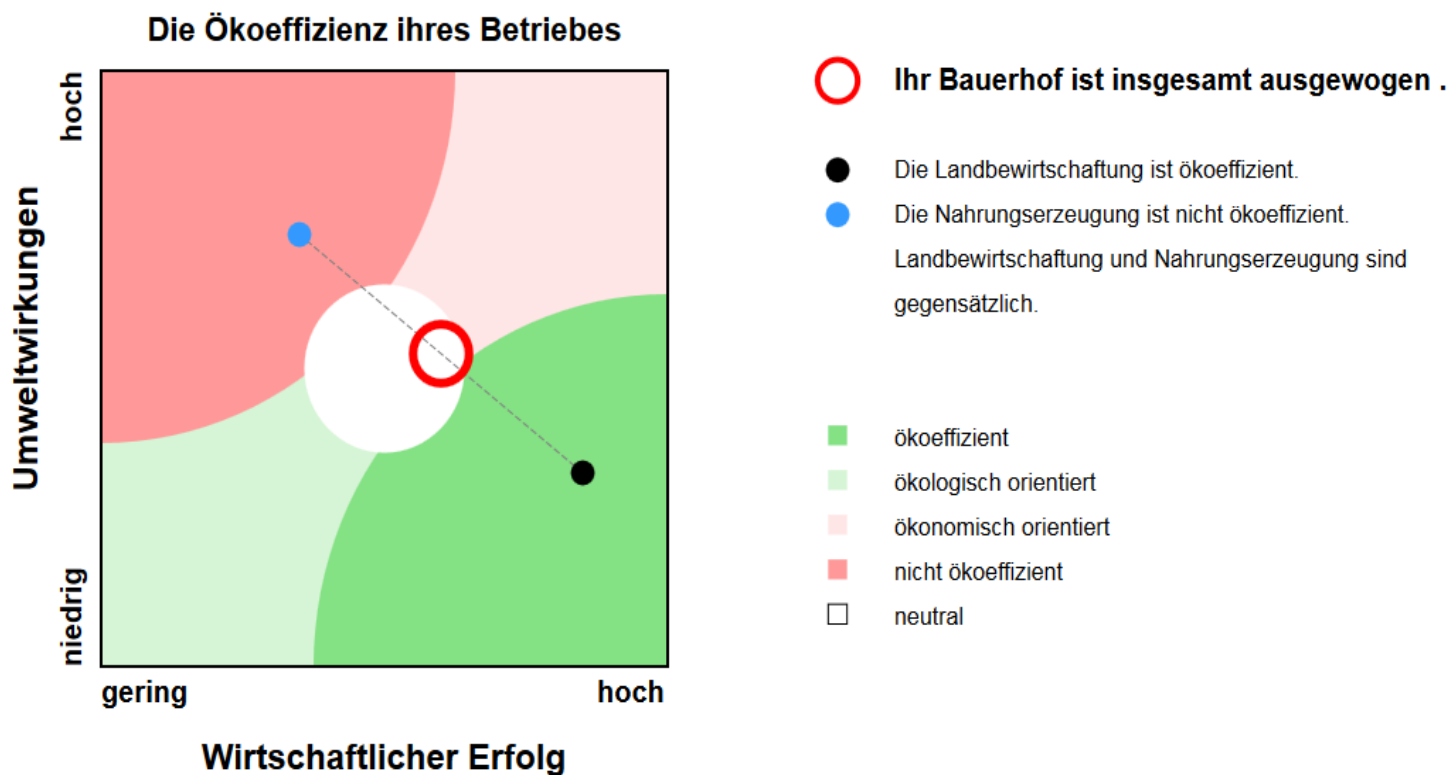 Die Ökoeffizienz ihres Betriebes
hoch
Umweltwirkungen
niedrig
gering
hoch
Wirtschaftlicher Erfolg
Ihr Bauerhof ist insgesamt ausgewogen .
Die Landbewirtschaftung ist ökoeffizient.
Die Nahrungserzeugung ist nicht ökoeffizient.
Landbewirtschaftung und Nahrungserzeugung sind
gegensätzlich.
ökoeffizient
ökologisch orientiert
ökonomisch orientiert
nicht ökoeffizient
neutral